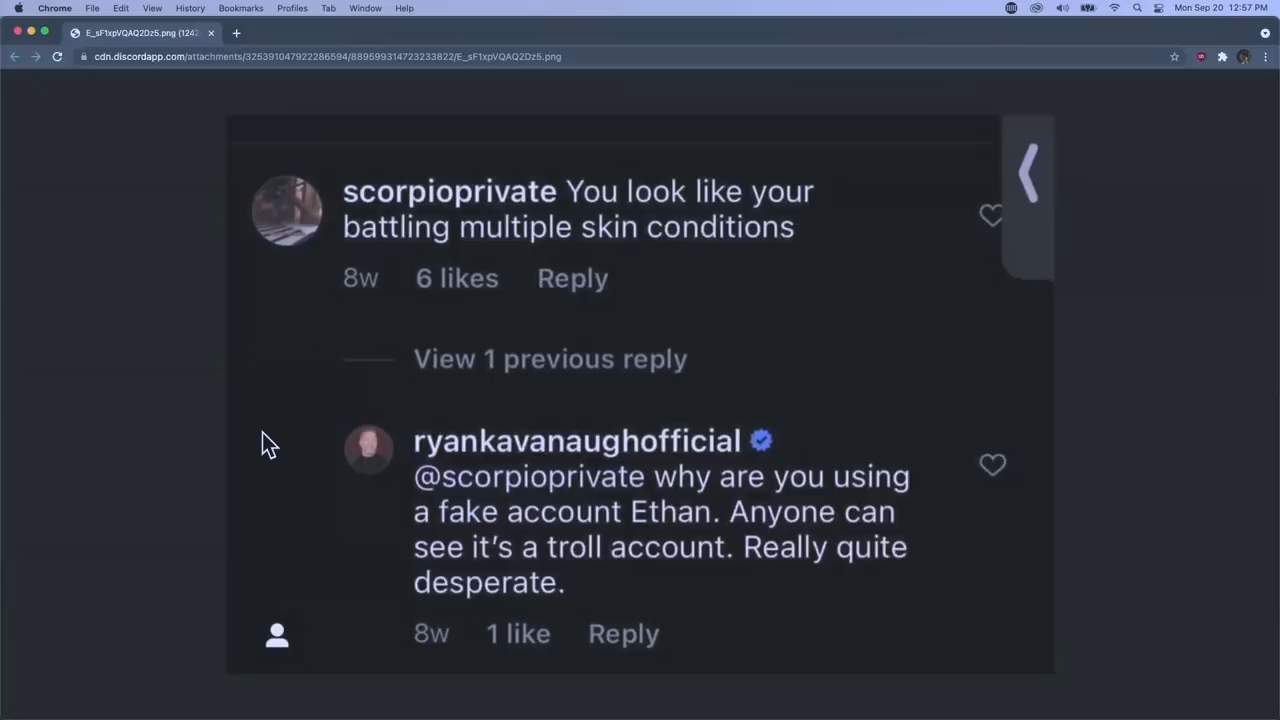 Chrome File Edit View History Bookmarks Profiles Tab Window Help Mon Sep 20 12:57 PM
E_sF1xpVQAQ2Dz5.png (1242
cdn.discordapp.com/attachments/325391047922286594/889599314723233822/E_sF1xpVQAQ2Dz5.png
scorpioprivate You look like your
battling multiple skin conditions
8w 6 likes Reply
View 1 previous reply
ryankavanaughofficial
@scorpioprivate why are you using
a fake account Ethan. Anyone can
see it's a troll account. Really quite
desperate.
8w 1 like Reply